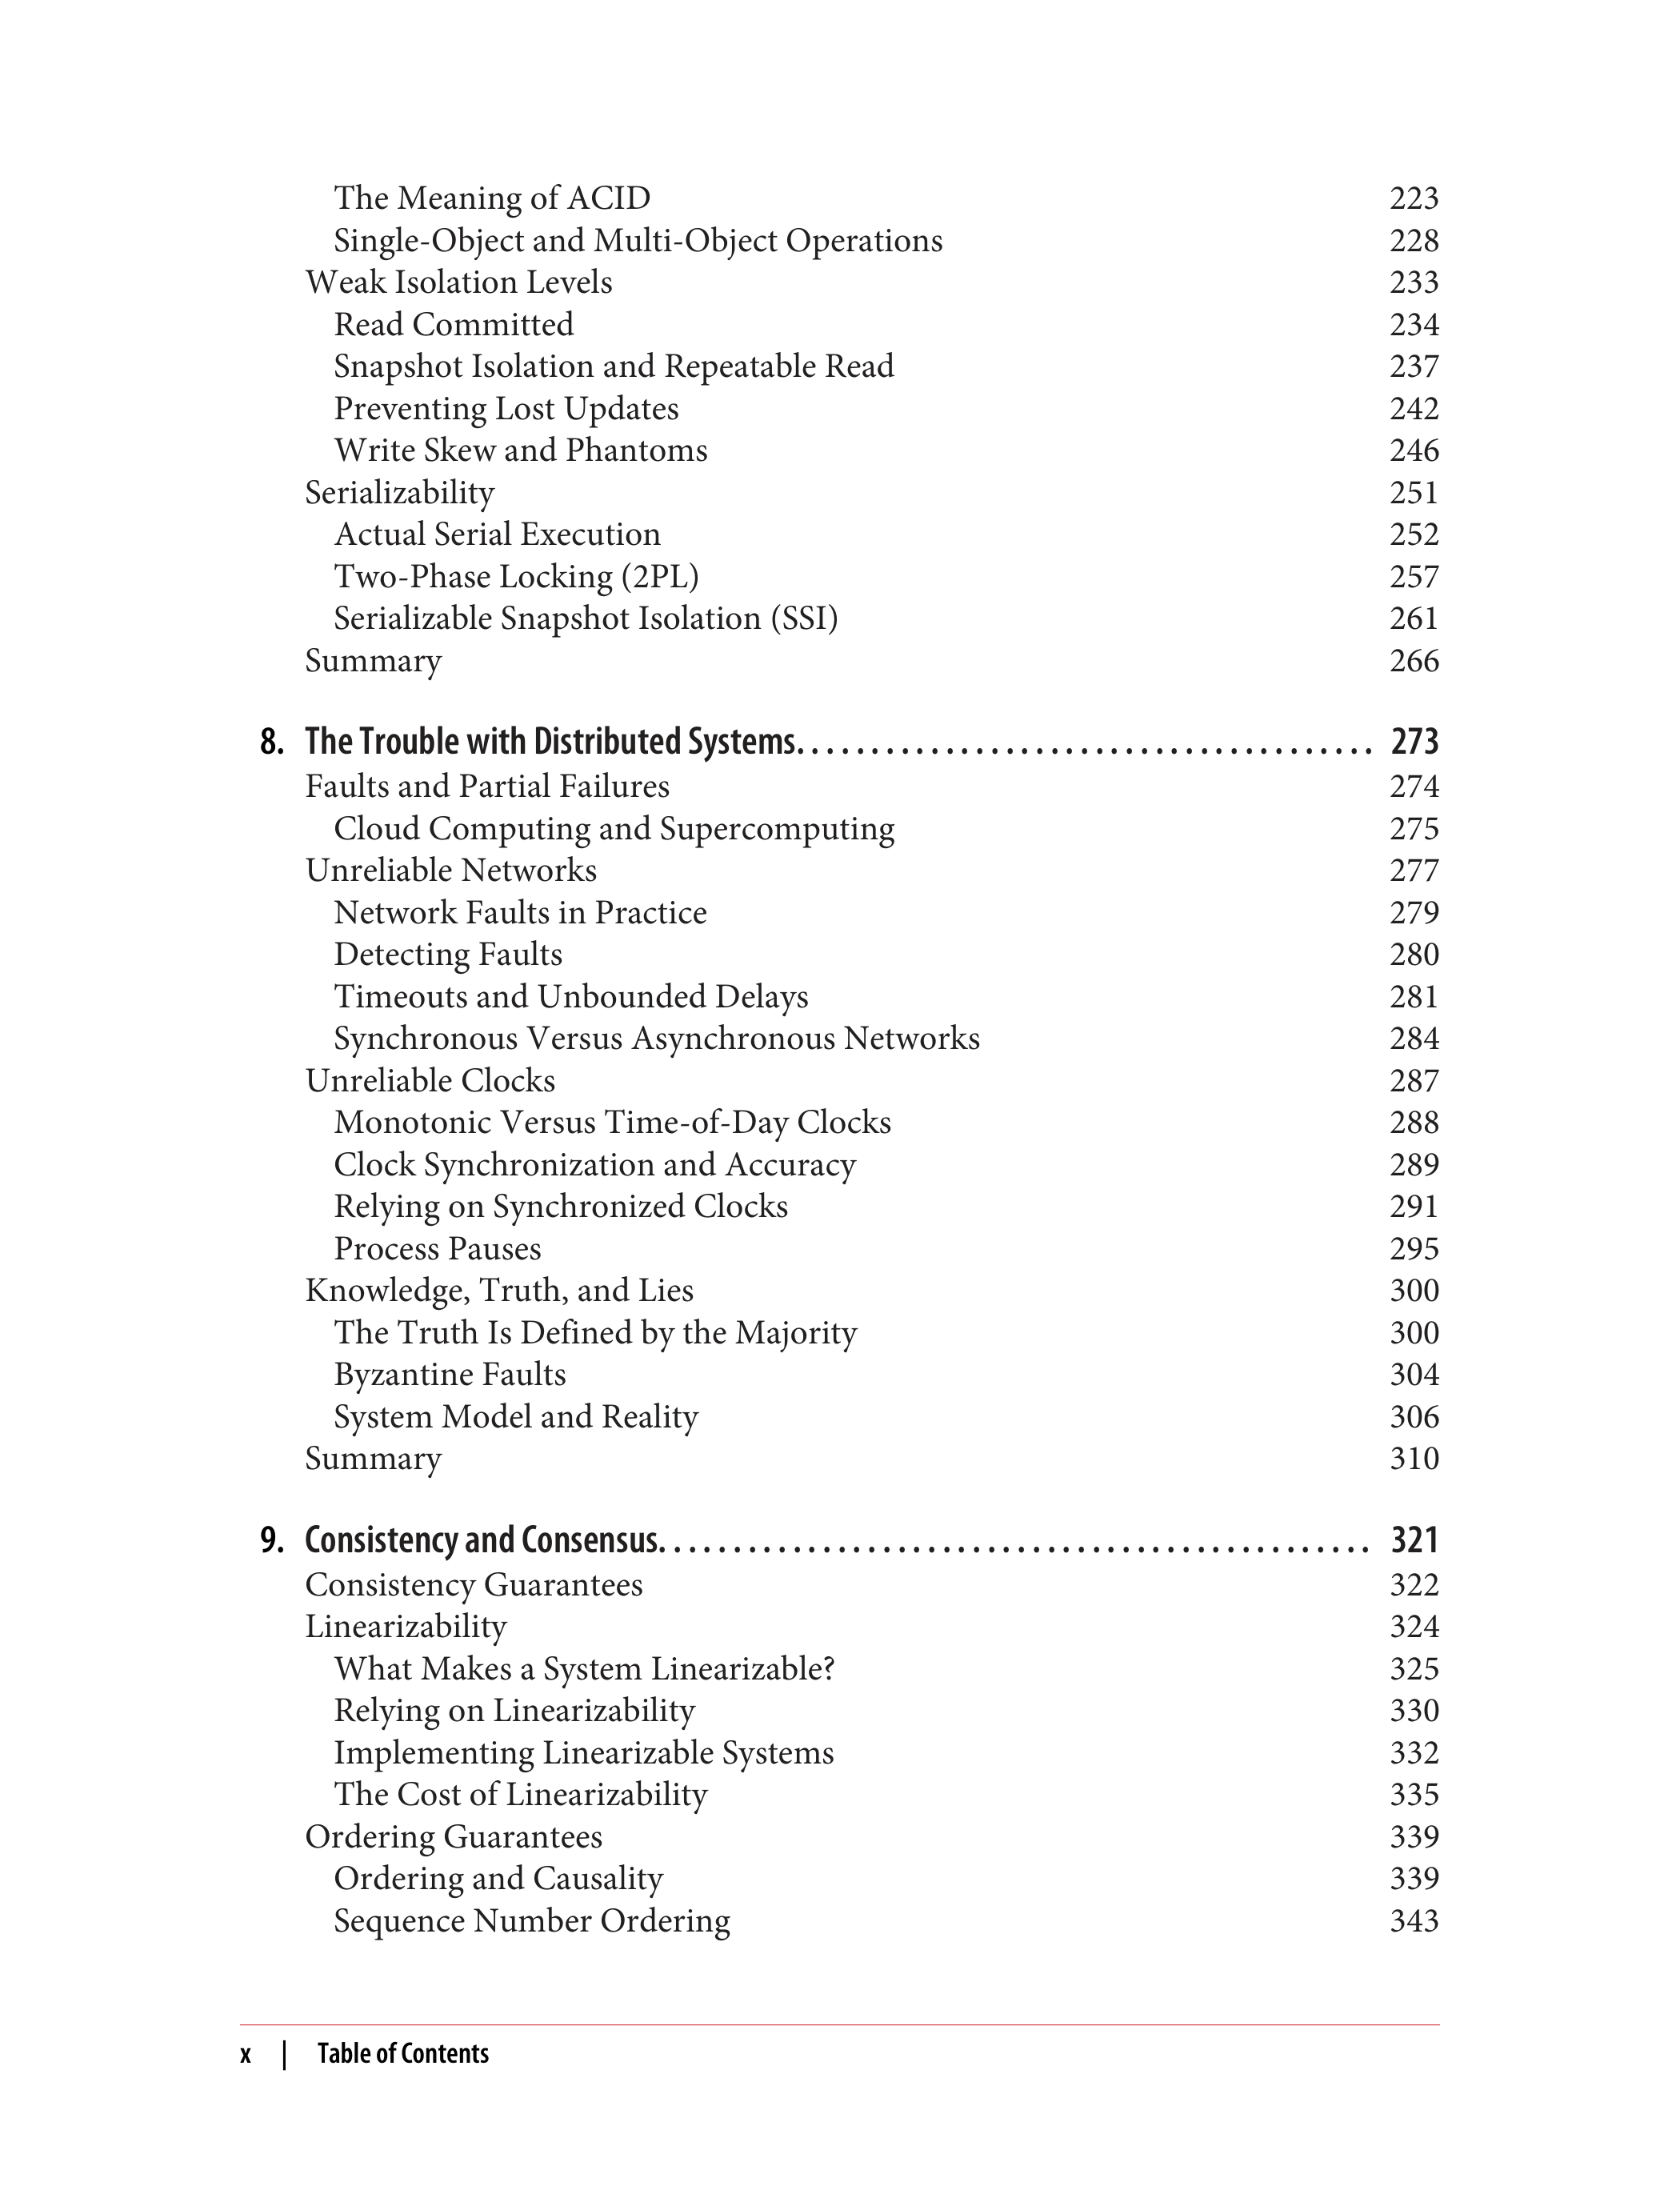 The Meaning of ACID 223
Single-Object and Multi-Object Operations 228
Weak Isolation Levels 233
Read Committed 234
Snapshot Isolation and Repeatable Read 237
Preventing Lost Updates 242
Write Skew and Phantoms 246
Serializability 251
Actual Serial Execution 252
Two-Phase Locking (2PL) 257
Serializable Snapshot Isolation (SSI) 261
Summary 266
8. The Trouble with Distributed Systems. . . . . . . . . . . . . . . . . . . . . . . . . . . . . . . . . . . . . . 273
Faults and Partial Failures 274
Cloud Computing and Supercomputing 275
Unreliable Networks 277
Network Faults in Practice 279
Detecting Faults 280
Timeouts and Unbounded Delays 281
Synchronous Versus Asynchronous Networks 284
Unreliable Clocks 287
Monotonic Versus Time-of-Day Clocks 288
Clock Synchronization and Accuracy 289
Relying on Synchronized Clocks 291
Process Pauses 295
Knowledge, Truth, and Lies 300
The Truth Is Defined by the Majority 300
Byzantine Faults 304
System Model and Reality 306
Summary 310
9. Consistency and Consensus. . . . . . . . . . . . . . . . . . . . . . . . . . . . . . . . . . . . . . . . . . . . . . . 321
Consistency Guarantees 322
Linearizability 324
What Makes a System Linearizable? 325
Relying on Linearizability 330
Implementing Linearizable Systems 332
The Cost of Linearizability 335
Ordering Guarantees 339
Ordering and Causality 339
Sequence Number Ordering 343
x | Table of Contents